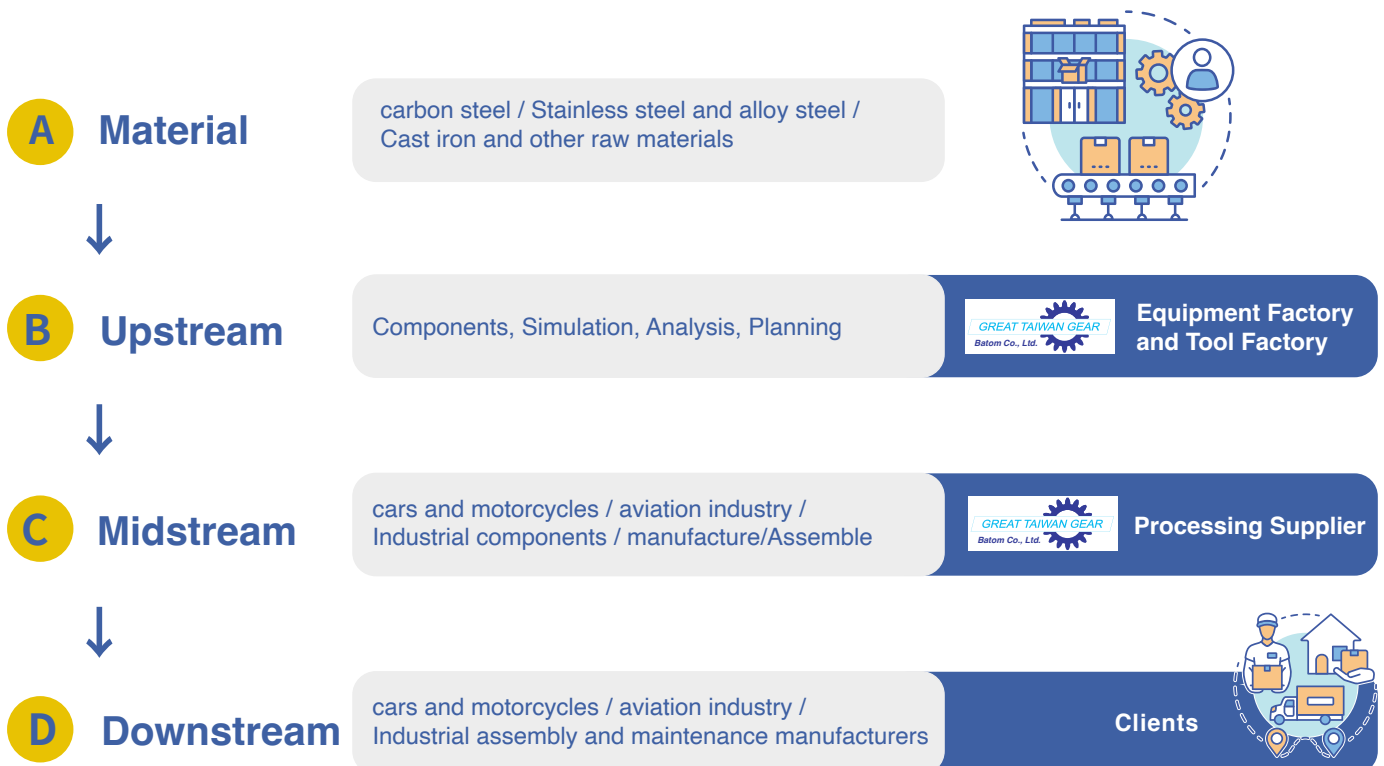 A
Material
carbon steel / Stainless steel and alloy steel /
Cast iron and other raw materials
B
Upstream
Components, Simulation, Analysis, Planning
GREAT TAIWAN GEAR
Batom Co., Ltd.
Equipment Factory
and Tool Factory
C
Midstream
cars and motorcycles / aviation industry /
Industrial components / manufacture/Assemble
GREAT TAIWAN GEAR
Batom Co., Ltd.
Processing Supplier
D
Downstream
cars and motorcycles / aviation industry /
Industrial assembly and maintenance manufacturers
Clients